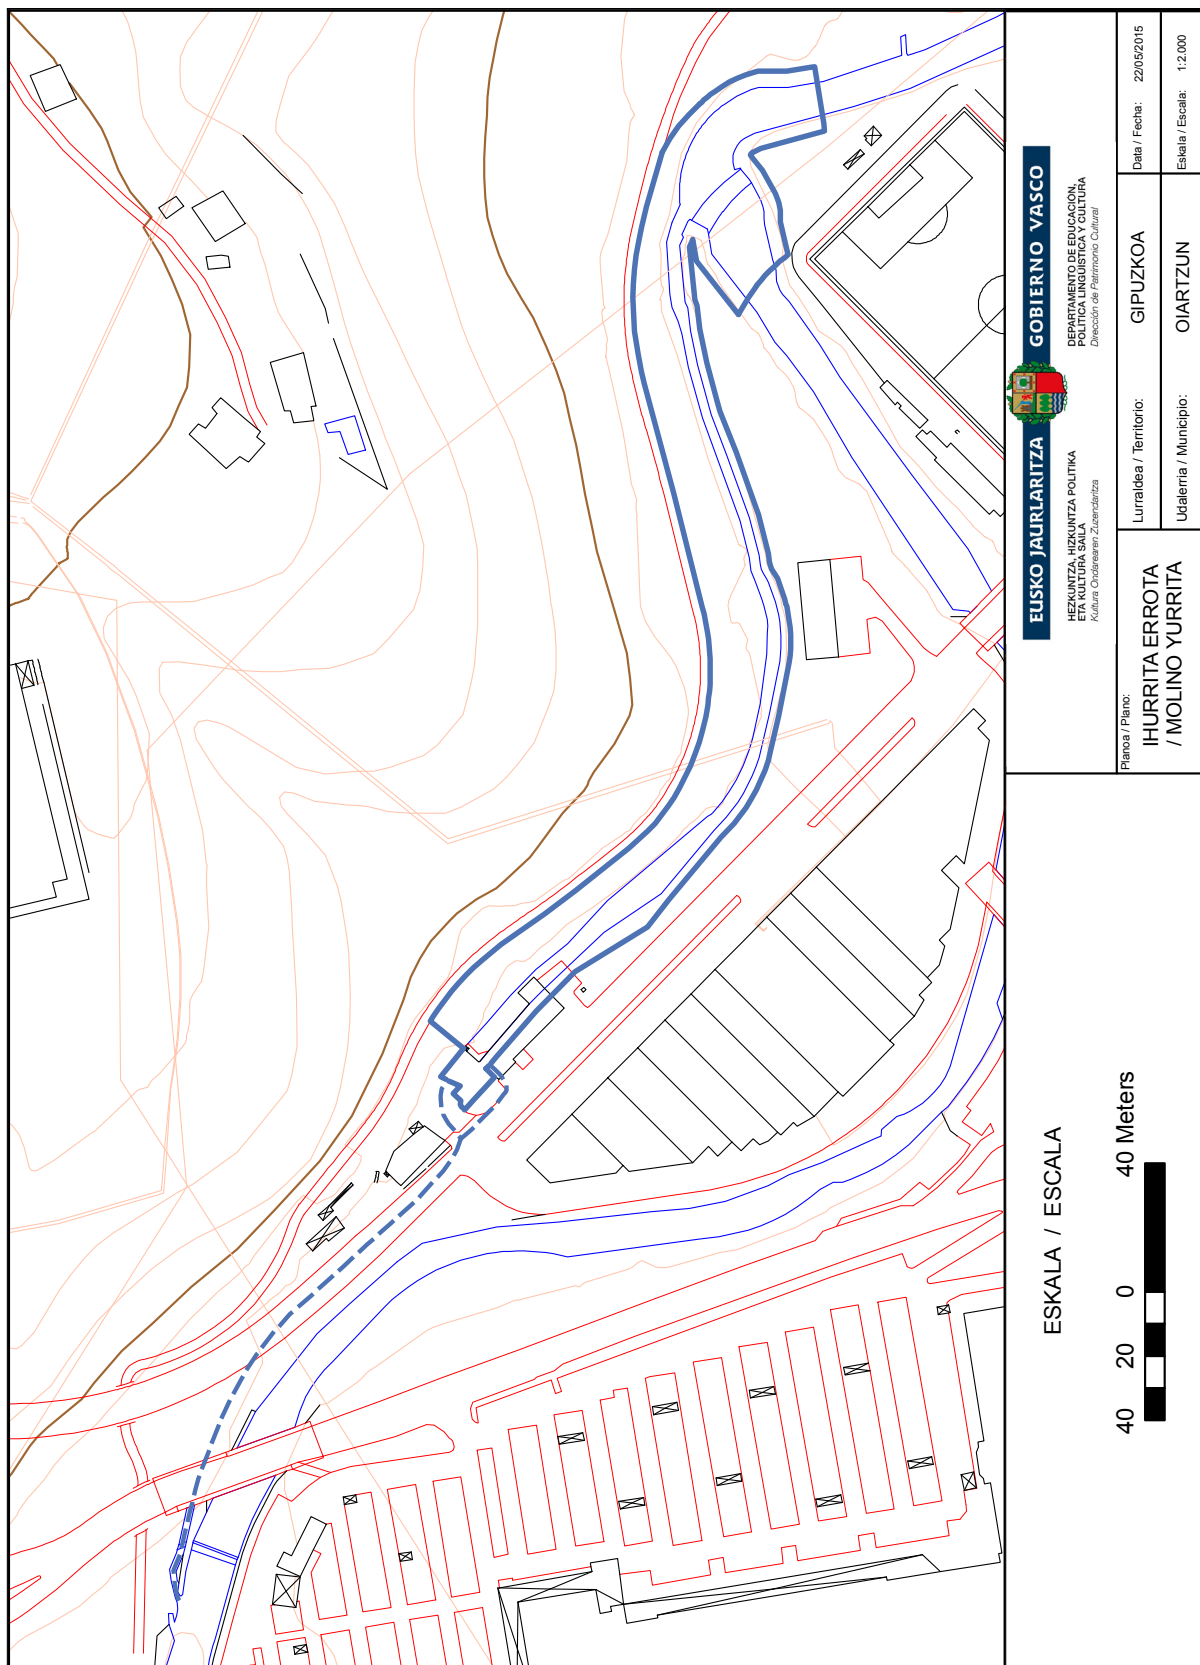 EUSKO JAURLARITZA GOBIERNO VASCO
HEZKUNTZA, HIZKUNTZA POLITIKA
ETA KULTURA SAILA
Kultura Ondarearen Zuzendaritza
DEPARTAMENTO DE EDUCACIÓN,
POLÍTICA LINGÜÍSTICA Y CULTURA
Dirección de Patrimonio Cultural
Planoa / Plano:
IHURRITA ERROTA
/ MOLINO YURRITA
Lurraldea / Territorio: GIPUZKOA
Udalerria / Municipio: OIARTZUN
Data / Fecha: 22/05/2015
Eskala / Escala: 1:2.000
ESKALA / ESCALA
40 20 0 40 Meters